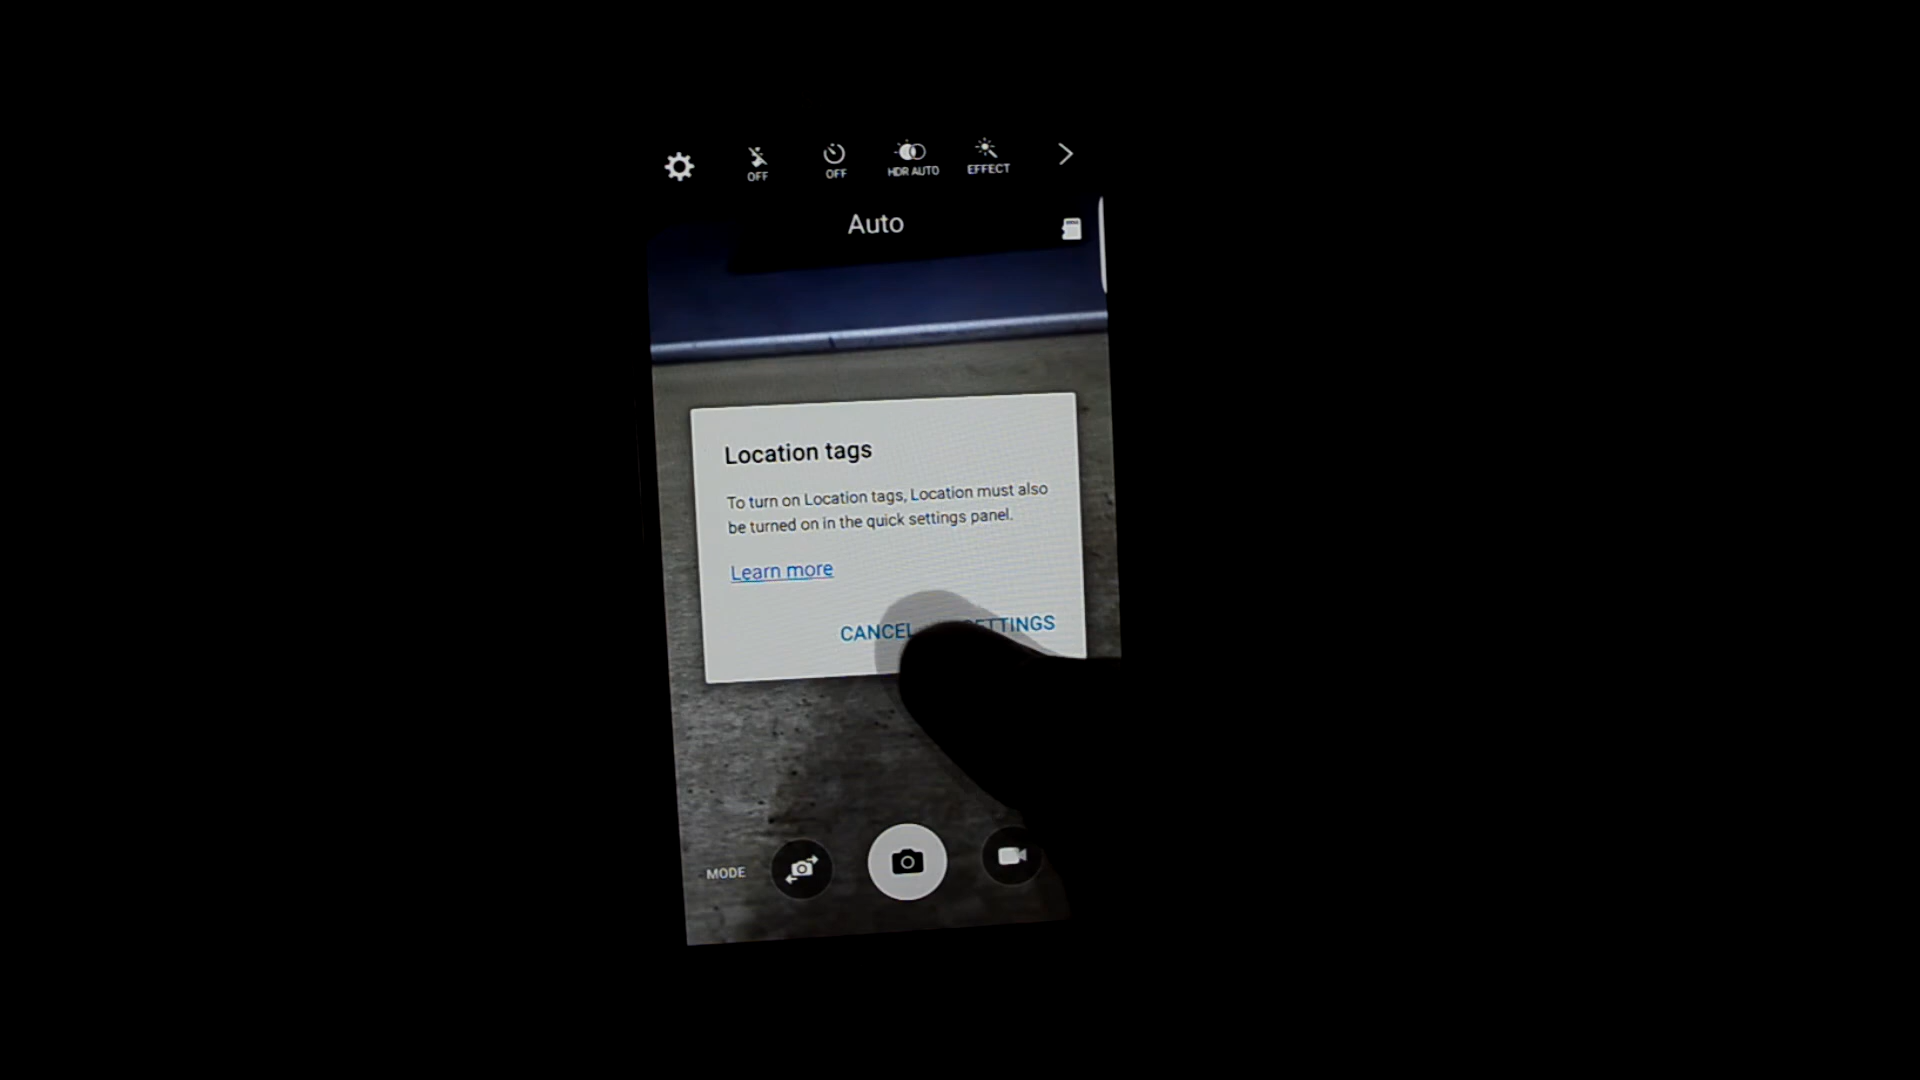 OFF
OFF
HDR AUTO
EFFECT
Auto
Location tags
To turn on Location tags, Location must also
be turned on in the quick settings panel.
Learn more
CANCEL SETTINGS
MODE